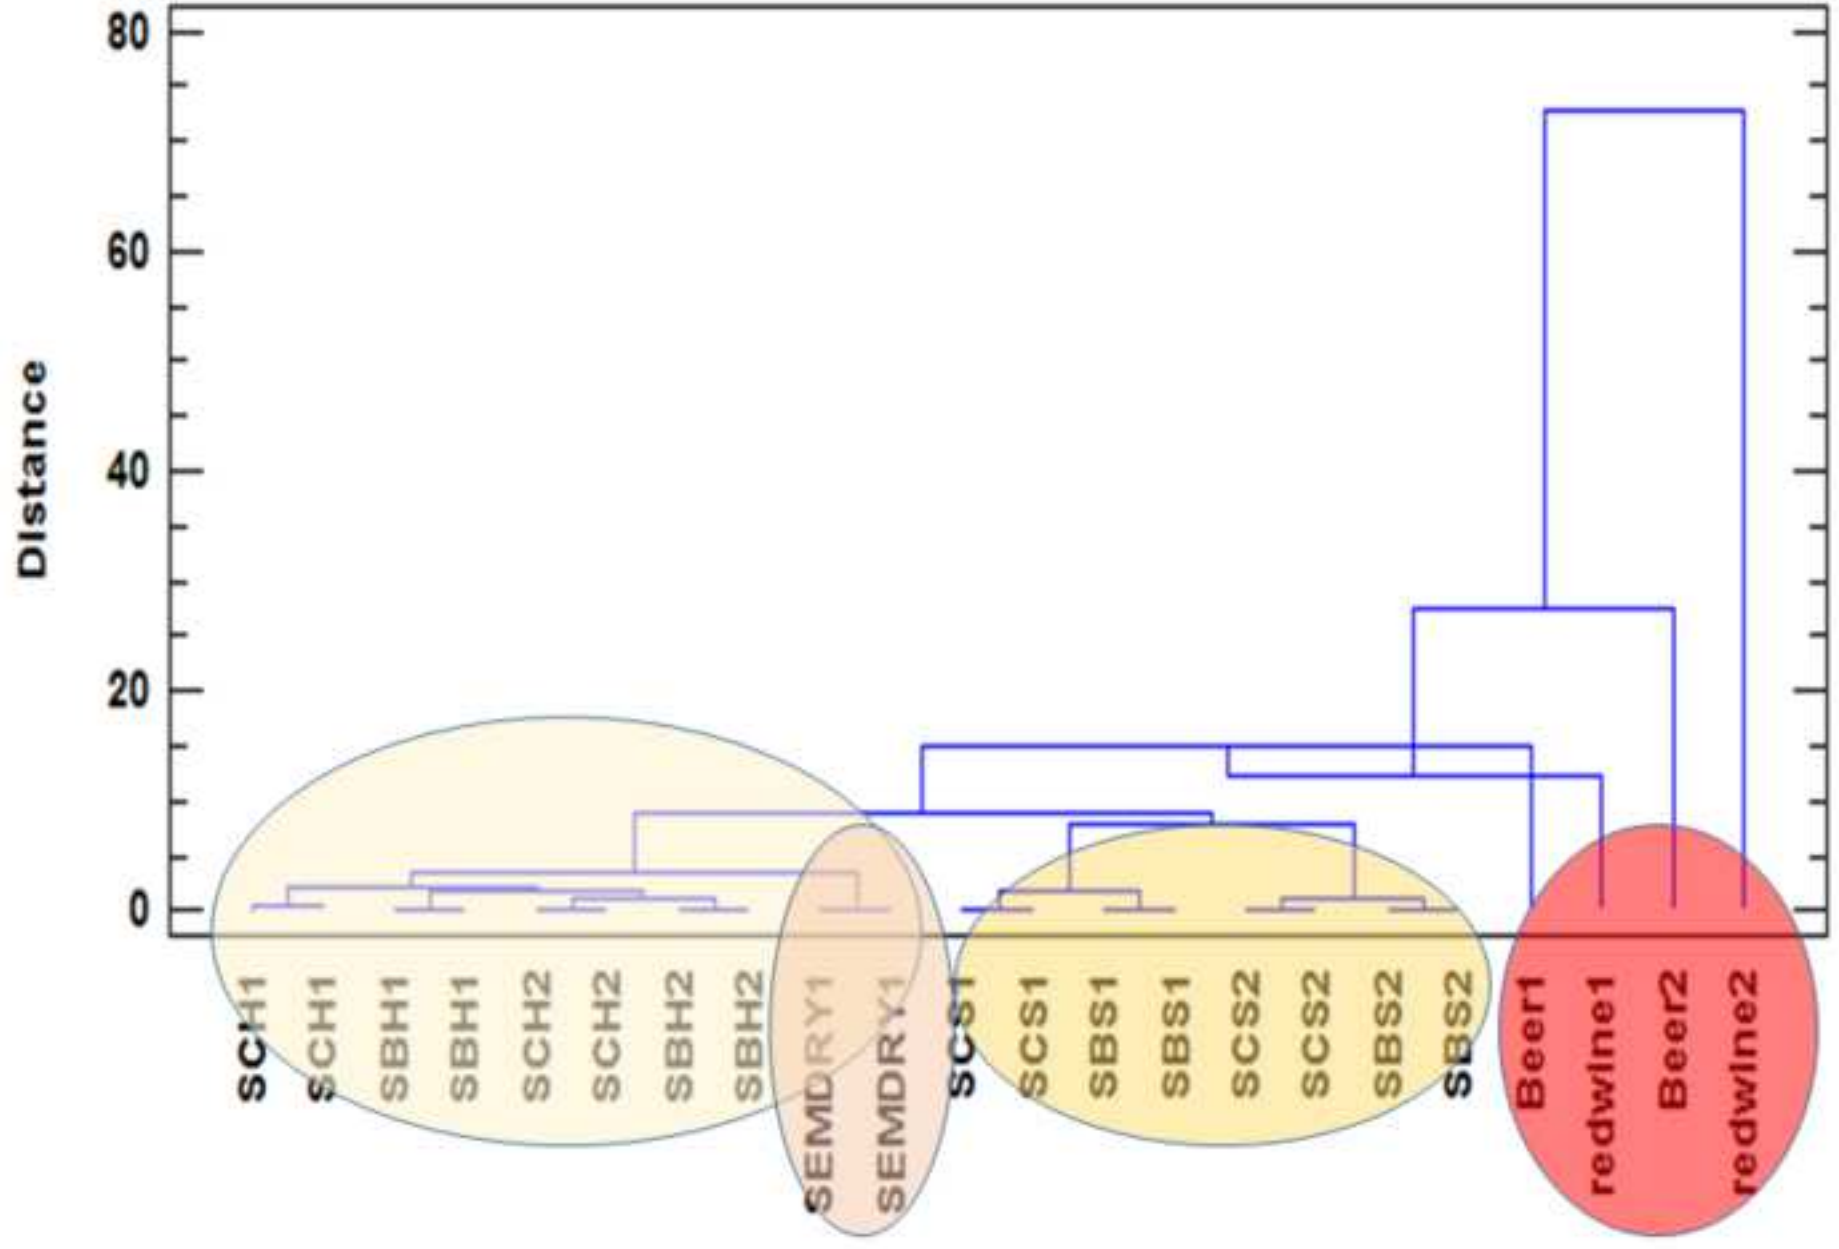 80
60
40
20
0
DIstance
SCH1
SCH1
SBH1
SBH1
SCH2
SCH2
SBH2
SBH2
SEMDRY1
SEMDRY1
SCS1
SCS1
SBS1
SBS1
SCS2
SCS2
SBS2
SBS2
Beer1
redwIne1
Beer2
redwIne2